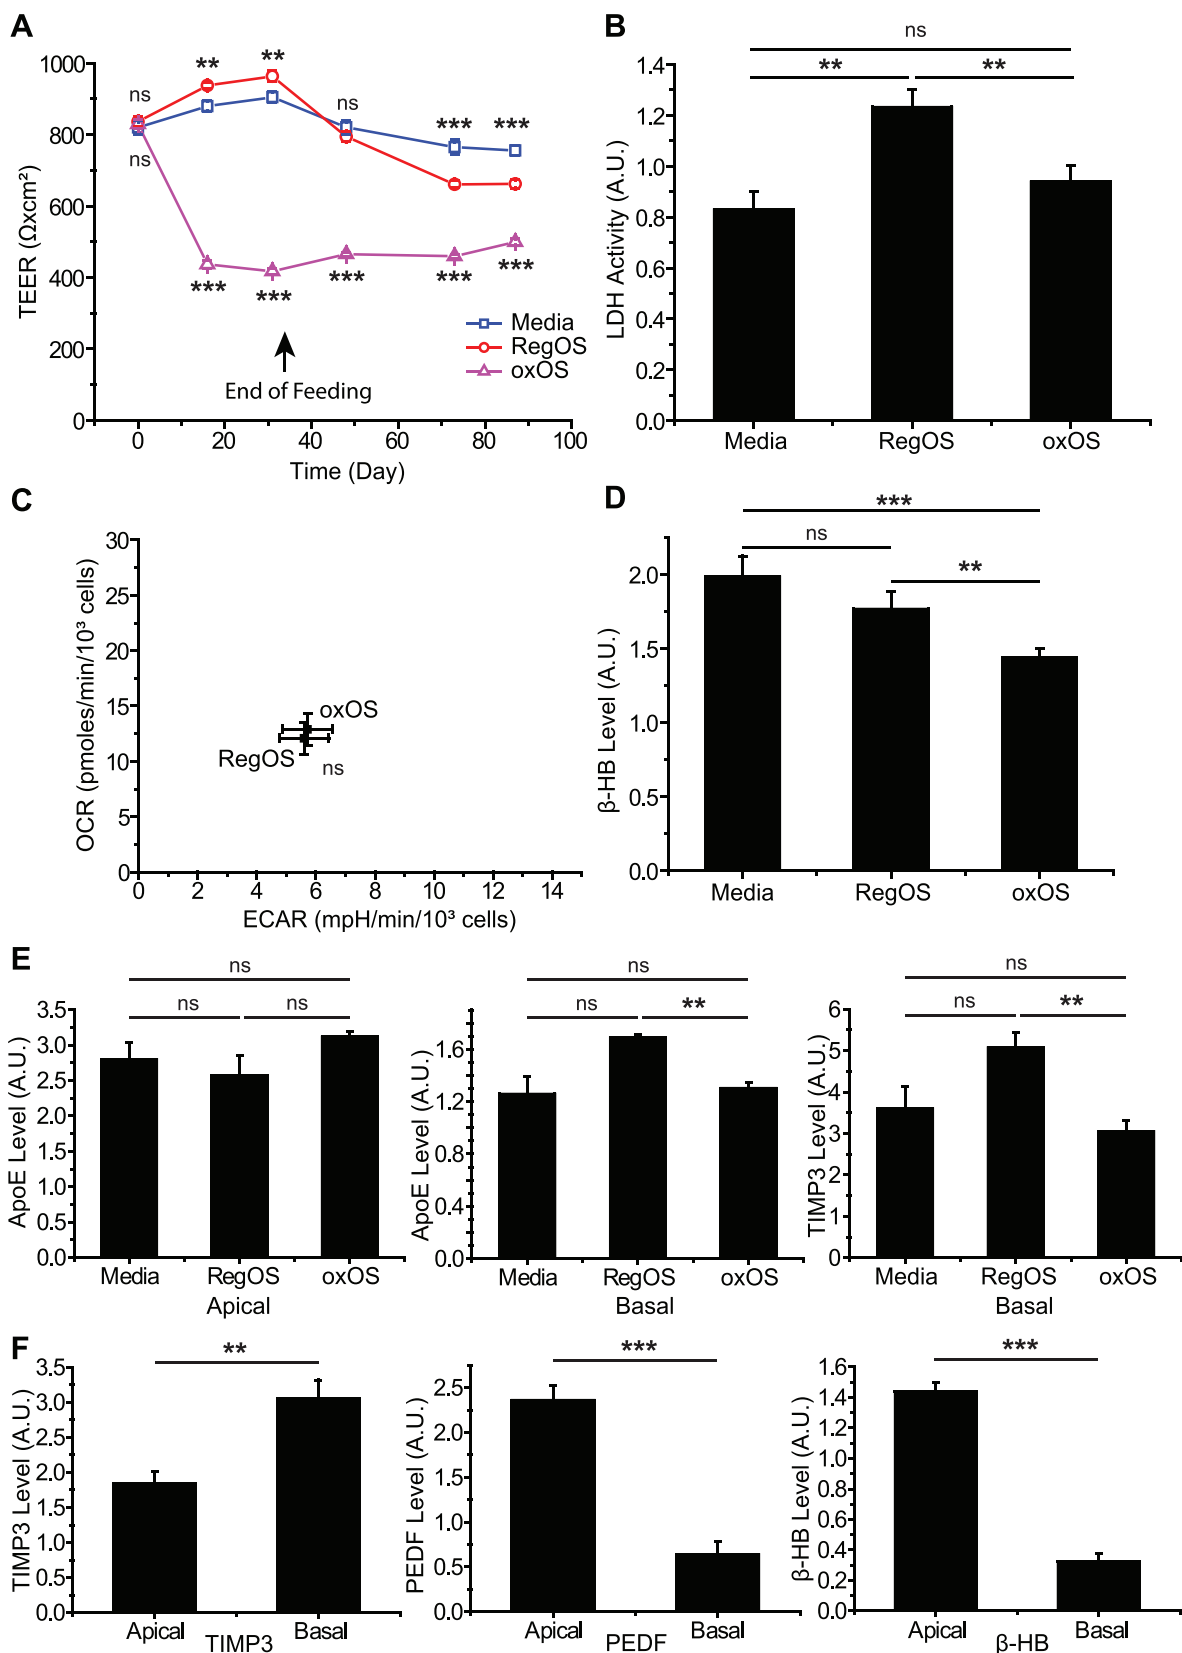 A
TEER (Ωxcm²)
1000
800
600
400
200
0
ns
ns
**
**
ns
***
***
***
***
***
***
***
Media
RegOS
oxOS
End of Feeding
0 20 40 60 80 100
Time (Day)
B
LDH Activity (A.U.)
1.4
1.2
1.0
0.8
0.6
0.4
0.2
0.0
ns
** **
Media RegOS oxOS
C
OCR (pmoles/min/10³ cells)
30
25
20
15
10
5
0
oxOS
RegOS
ns
0 2 4 6 8 10 12 14
ECAR (mpH/min/10³ cells)
D
β-HB Level (A.U.)
2.0
1.5
1.0
0.5
0.0
***
ns
**
Media RegOS oxOS
E
ApoE Level (A.U.)
3.5
3.0
2.5
2.0
1.5
1.0
0.5
0.0
ns
ns ns
Media RegOS oxOS
Apical
ApoE Level (A.U.)
1.6
1.2
0.8
0.4
0.0
ns
ns **
Media RegOS oxOS
Basal
TIMP3 Level (A.U.)
6
5
4
3
2
1
0
ns
ns **
Media RegOS oxOS
Basal
F
TIMP3 Level (A.U.)
3.5
3.0
2.5
2.0
1.5
1.0
0.5
0.0
**
Apical Basal
TIMP3
PEDF Level (A.U.)
2.5
2.0
1.5
1.0
0.5
0.0
***
Apical Basal
PEDF
β-HB Level (A.U.)
1.6
1.4
1.2
1.0
0.8
0.6
0.4
0.2
0.0
***
Apical Basal
β-HB